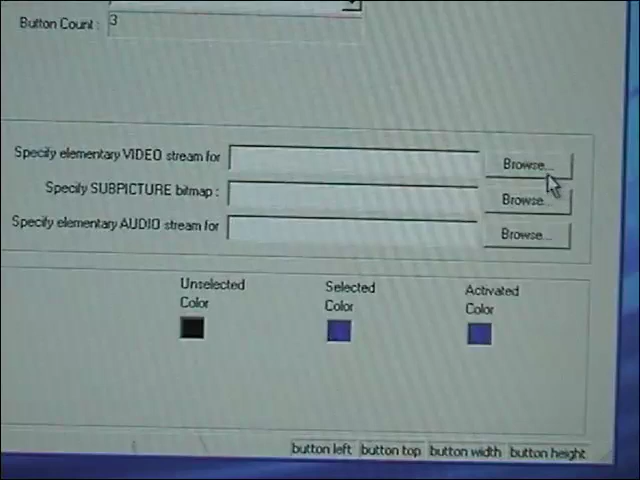 Button Count : 3
Specify elementary VIDEO stream for Browse...
Specify SUBPICTURE bitmap : Browse...
Specify elementary AUDIO stream for Browse...
Unselected Color
Selected Color
Activated Color
button left button top button width button height